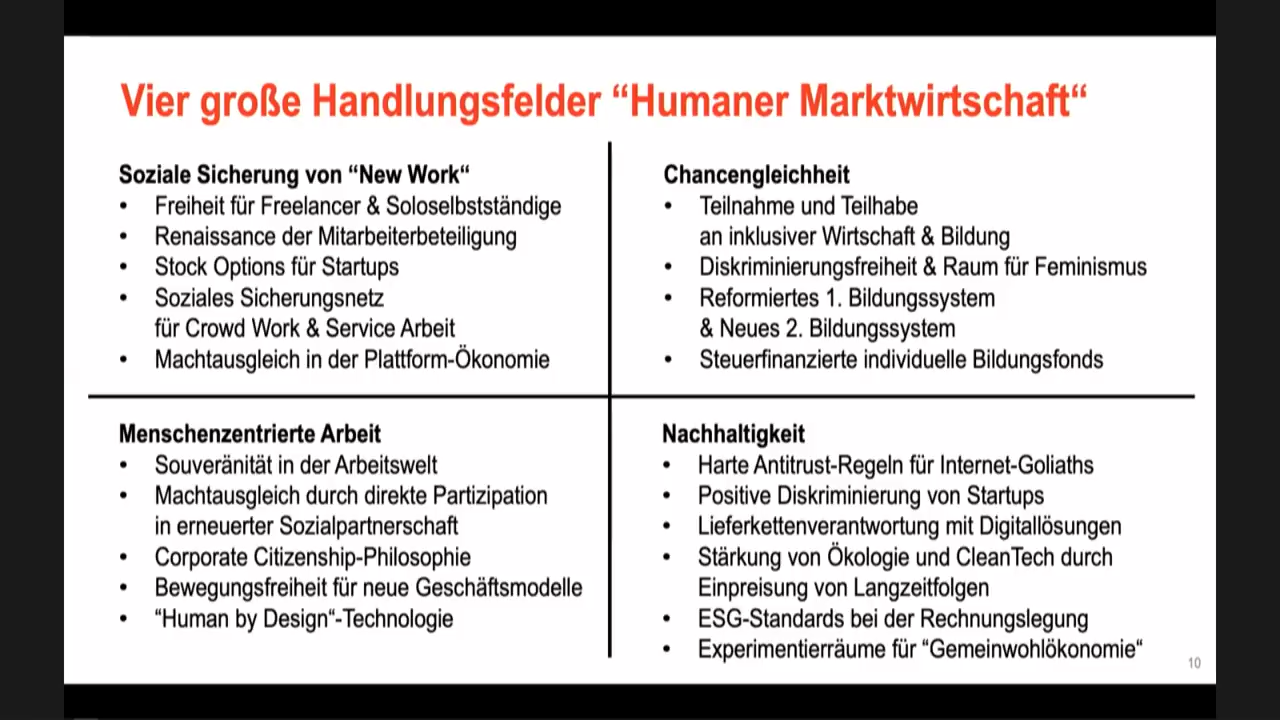 Vier große Handlungsfelder “Humaner Marktwirtschaft“
Soziale Sicherung von “New Work“
• Freiheit für Freelancer & Soloselbstständige
• Renaissance der Mitarbeiterbeteiligung
• Stock Options für Startups
• Soziales Sicherungsnetz
für Crowd Work & Service Arbeit
• Machtausgleich in der Plattform-Ökonomie
Chancengleichheit
• Teilnahme und Teilhabe
an inklusiver Wirtschaft & Bildung
• Diskriminierungsfreiheit & Raum für Feminismus
• Reformiertes 1. Bildungssystem
& Neues 2. Bildungssystem
• Steuerfinanzierte individuelle Bildungsfonds
Menschenzentrierte Arbeit
• Souveränität in der Arbeitswelt
• Machtausgleich durch direkte Partizipation
in erneuerter Sozialpartnerschaft
• Corporate Citizenship-Philosophie
• Bewegungsfreiheit für neue Geschäftsmodelle
• “Human by Design“-Technologie
Nachhaltigkeit
• Harte Antitrust-Regeln für Internet-Goliaths
• Positive Diskriminierung von Startups
• Lieferkettenverantwortung mit Digitallösungen
• Stärkung von Ökologie und CleanTech durch
Einpreisung von Langzeitfolgen
• ESG-Standards bei der Rechnungslegung
• Experimentierräume für “Gemeinwohlökonomie“
10